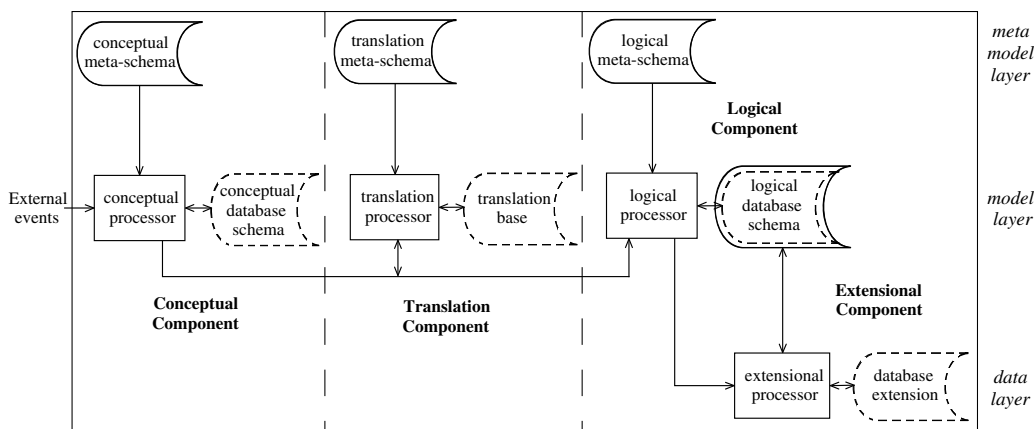 conceptual
meta-schema
translation
meta-schema
logical
meta-schema
meta
model
layer
Logical
Component
External
events
conceptual
processor
conceptual
database
schema
translation
processor
translation
base
logical
processor
logical
database
schema
model
layer
Conceptual
Component
Translation
Component
Extensional
Component
extensional
processor
database
extension
data
layer